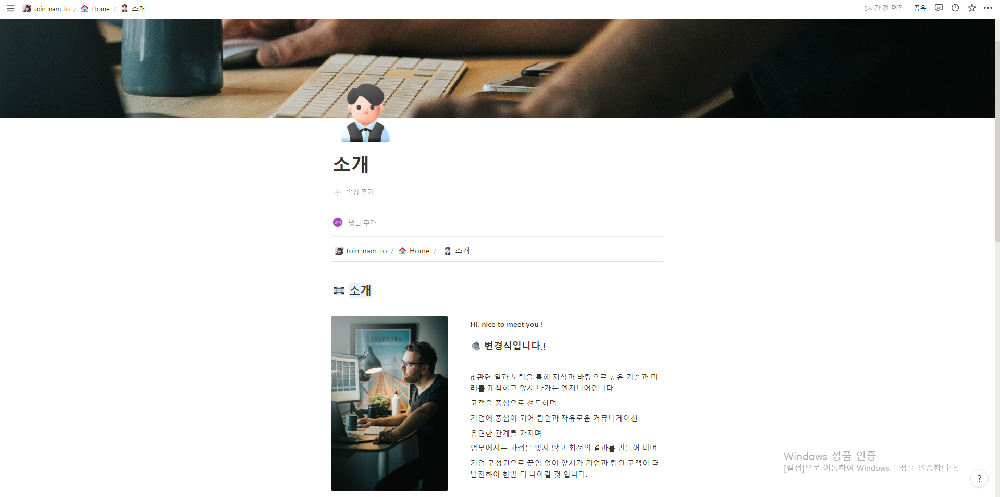 toin_nam_to / Home / 소개
5시간 전 편집 공유
소개
속성 추가
경식 댓글 추가
toin_nam_to / Home / 소개
소개
LANDSKRONA
Hi, nice to meet you !
변경식입니다.!
it 관련 일과 노력을 통해 지식과 바탕으로 높은 기술과 미
래를 개척하고 앞서 나가는 엔지니어입니다
고객을 중심으로 선도하며
기업에 중심이 되어 팀원과 자유로운 커뮤니케이션
유연한 관계를 가지며
업무에서는 과정을 잊지 않고 최선의 결과를 만들어 내며
기업 구성원으로 끊임 없이 앞서가 기업과 팀원 고객이 더
발전하여 한발 더 나아갈 것 입니다.
Windows 정품 인증
[설정]으로 이동하여 Windows를 정품 인증합니다.
?